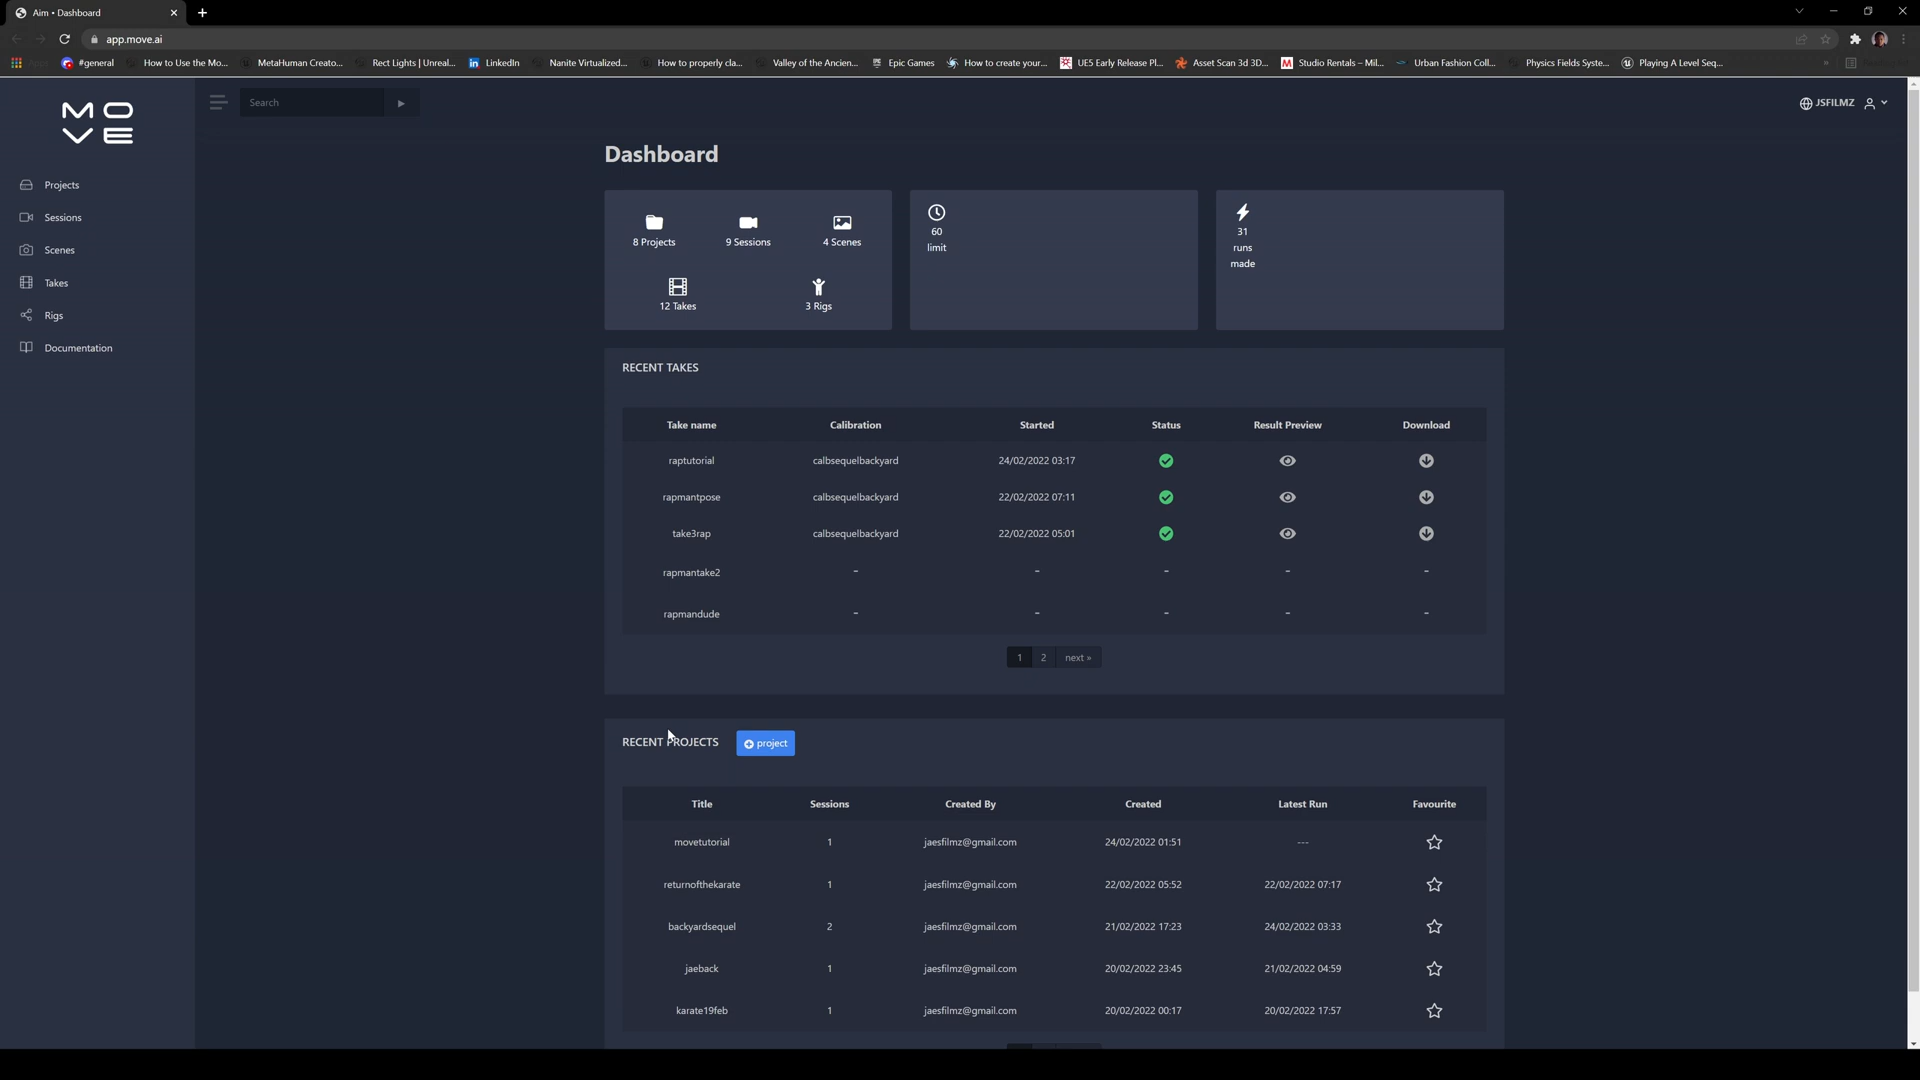 Aim • Dashboard
app.move.ai
#general
How to Use the Mo...
MetaHuman Creato...
Rect Lights | Unreal...
LinkedIn
Nanite Virtualized...
How to properly cla...
Valley of the Ancien...
Epic Games
How to create your...
UE5 Early Release Pl...
Asset Scan 3d 3D...
Studio Rentals – Mil...
Urban Fashion Coll...
Physics Fields Syste...
Playing A Level Seq...
MOVE
Search
JSFILMZ
Projects
Sessions
Scenes
Takes
Rigs
Documentation
Dashboard
8 Projects
9 Sessions
4 Scenes
12 Takes
3 Rigs
60
limit
31
runs
made
RECENT TAKES
Take name Calibration Started Status Result Preview Download
raptutorial calbsequelbackyard 24/02/2022 03:17
rapmantpose calbsequelbackyard 22/02/2022 07:11
take3rap calbsequelbackyard 22/02/2022 05:01
rapmantake2 - - - - -
rapmandude - - - - -
1 2 next »
RECENT PROJECTS project
Title Sessions Created By Created Latest Run Favourite
movetutorial 1 jaesfilmz@gmail.com 24/02/2022 01:51 ---
returnofthekarate 1 jaesfilmz@gmail.com 22/02/2022 05:52 22/02/2022 07:17
backyardsequel 2 jaesfilmz@gmail.com 21/02/2022 17:23 24/02/2022 03:33
jaeback 1 jaesfilmz@gmail.com 20/02/2022 23:45 21/02/2022 04:59
karate19feb 1 jaesfilmz@gmail.com 20/02/2022 00:17 20/02/2022 17:57